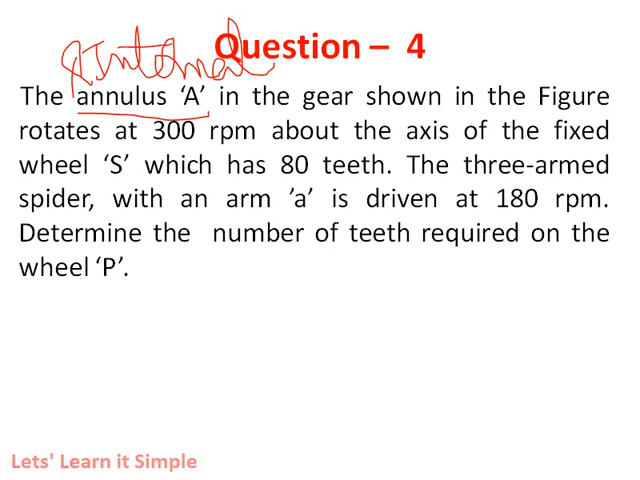 Internal
Question – 4
The annulus ‘A’ in the gear shown in the Figure
rotates at 300 rpm about the axis of the fixed
wheel ‘S’ which has 80 teeth. The three-armed
spider, with an arm ’a’ is driven at 180 rpm.
Determine the number of teeth required on the
wheel ‘P’.
Lets' Learn it Simple